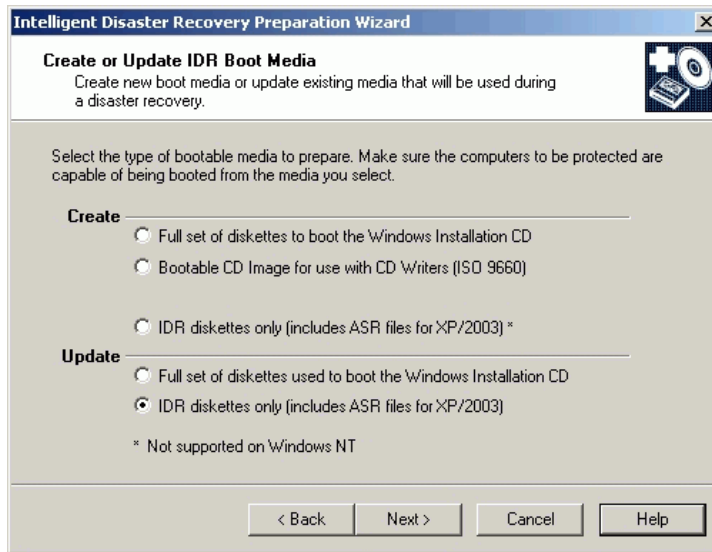 Intelligent Disaster Recovery Preparation Wizard
Create or Update IDR Boot Media
Create new boot media or update existing media that will be used during
a disaster recovery.
Select the type of bootable media to prepare. Make sure the computers to be protected are
capable of being booted from the media you select.
Create
Full set of diskettes to boot the Windows Installation CD
Bootable CD Image for use with CD Writers (ISO 9660)
IDR diskettes only (includes ASR files for XP/2003) *
Update
Full set of diskettes used to boot the Windows Installation CD
IDR diskettes only (includes ASR files for XP/2003)
* Not supported on Windows NT
< Back Next > Cancel Help